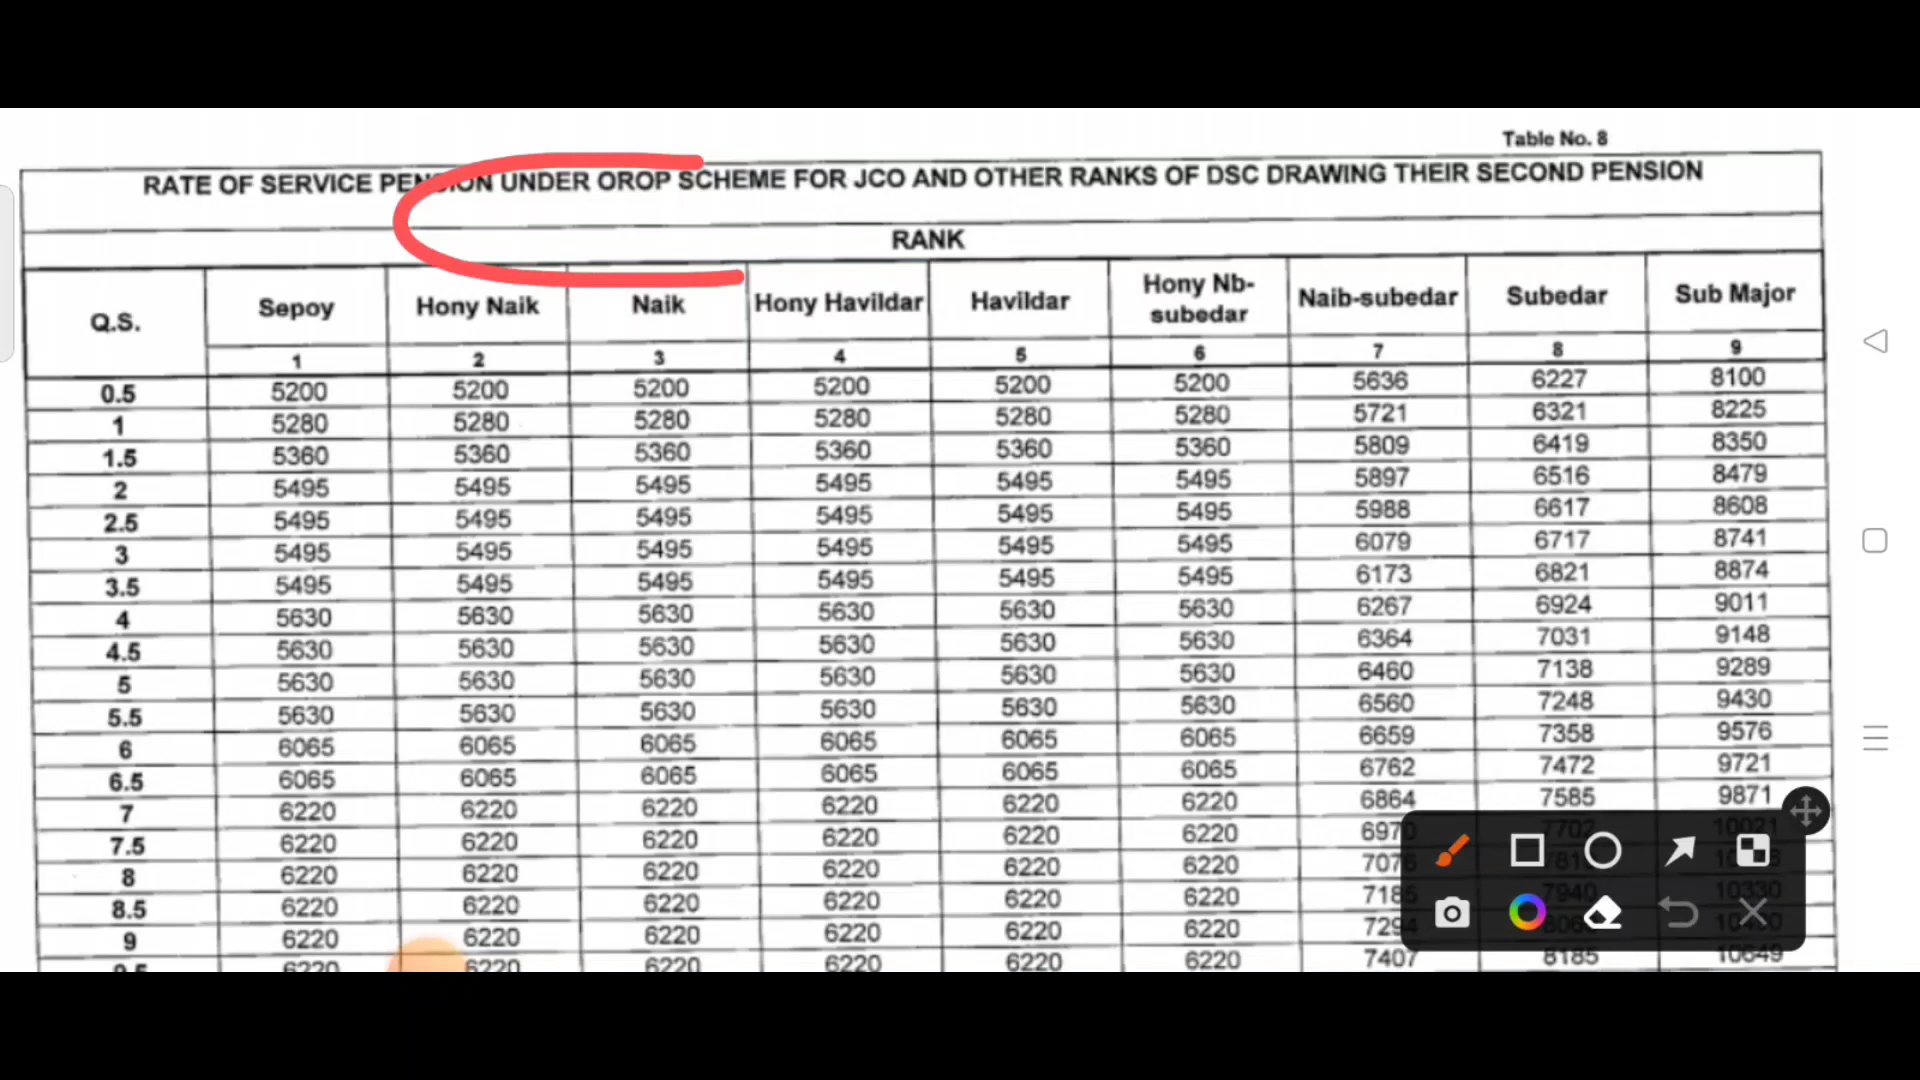 Table No. 8
RATE OF SERVICE PENSION UNDER OROP SCHEME FOR JCO AND OTHER RANKS OF DSC DRAWING THEIR SECOND PENSION
RANK
Q.S. Sepoy Hony Naik Naik Hony Havildar Havildar Hony Nb-subedar Naib-subedar Subedar Sub Major
1 2 3 4 5 6 7 8 9
0.5 5200 5200 5200 5200 5200 5200 5636 6227 8100
1 5280 5280 5280 5280 5280 5280 5721 6321 8225
1.5 5360 5360 5360 5360 5360 5360 5809 6419 8350
2 5495 5495 5495 5495 5495 5495 5897 6516 8479
2.5 5495 5495 5495 5495 5495 5495 5988 6617 8608
3 5495 5495 5495 5495 5495 5495 6079 6717 8741
3.5 5495 5495 5495 5495 5495 5495 6173 6821 8874
4 5630 5630 5630 5630 5630 5630 6267 6924 9011
4.5 5630 5630 5630 5630 5630 5630 6364 7031 9148
5 5630 5630 5630 5630 5630 5630 6460 7138 9289
5.5 5630 5630 5630 5630 5630 5630 6560 7248 9430
6 6065 6065 6065 6065 6065 6065 6659 7358 9576
6.5 6065 6065 6065 6065 6065 6065 6762 7472 9721
7 6220 6220 6220 6220 6220 6220 6864 7585 9871
7.5 6220 6220 6220 6220 6220 6220 6970 7702 10021
8 6220 6220 6220 6220 6220 6220
8.5 6220 6220 6220 6220 6220 6220 7185 7940 10330
9 6220 6220 6220 6220 6220 6220
6220 6220 6220 6220 6220 6220 7407 8185 10649